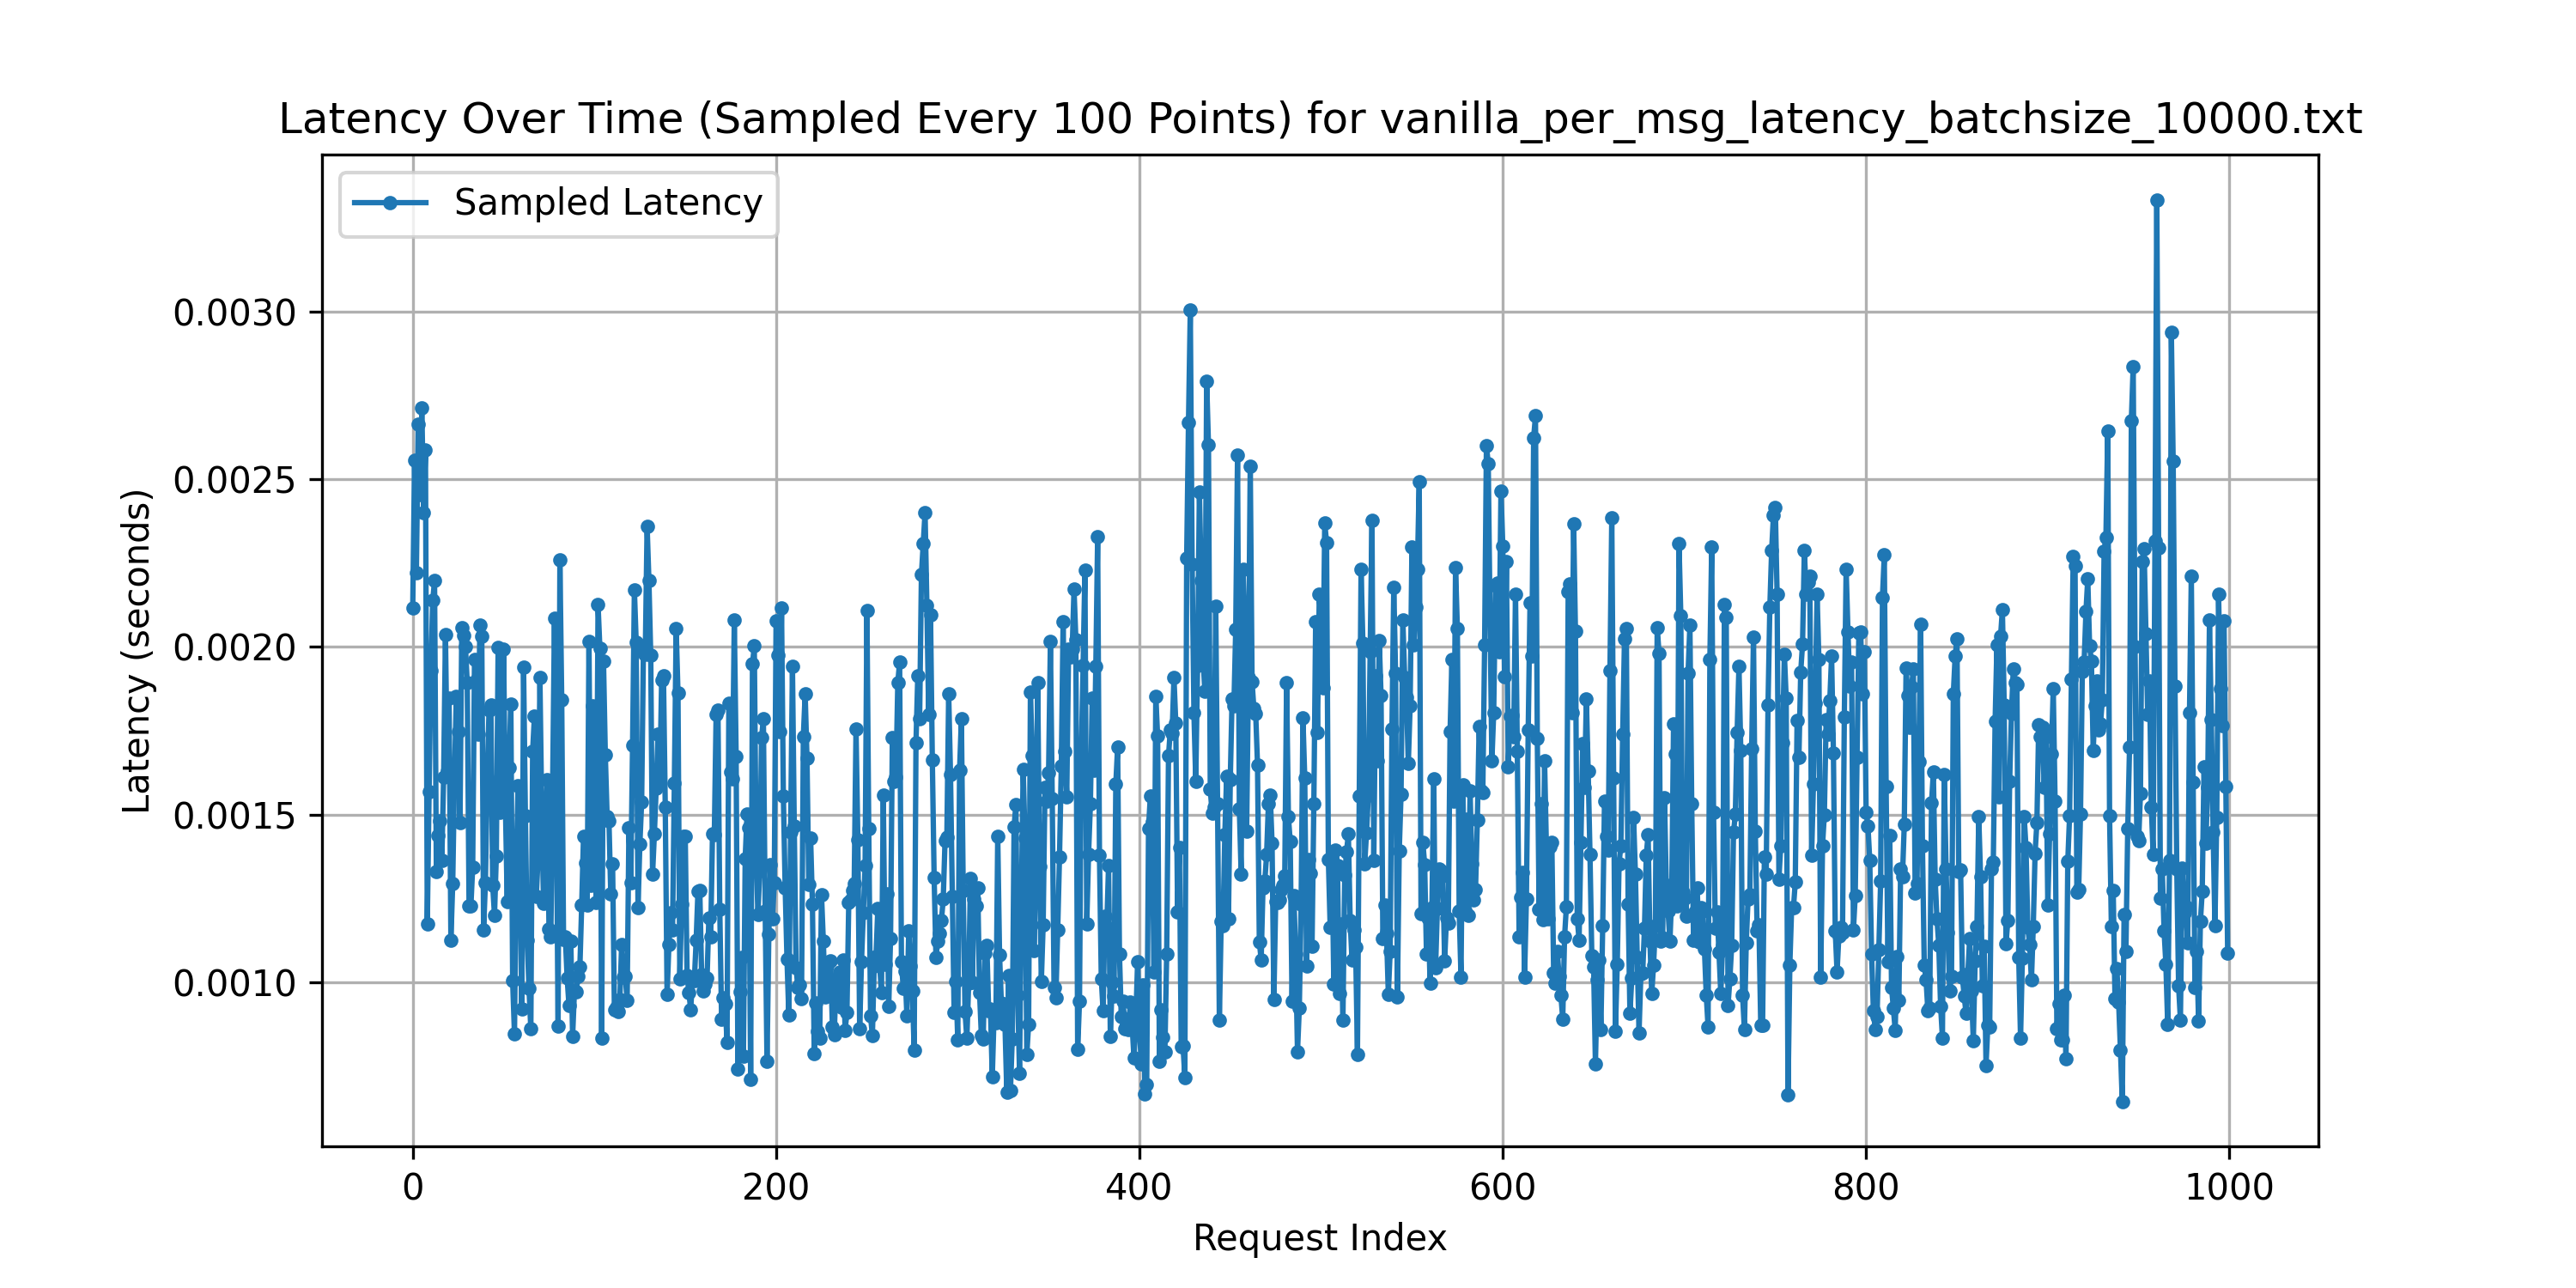 Latency Over Time (Sampled Every 100 Points) for vanilla_per_msg_latency_batchsize_10000.txt
Sampled Latency
0.0030
0.0025
0.0020
0.0015
0.0010
Latency (seconds)
0 200 400 600 800 1000
Request Index